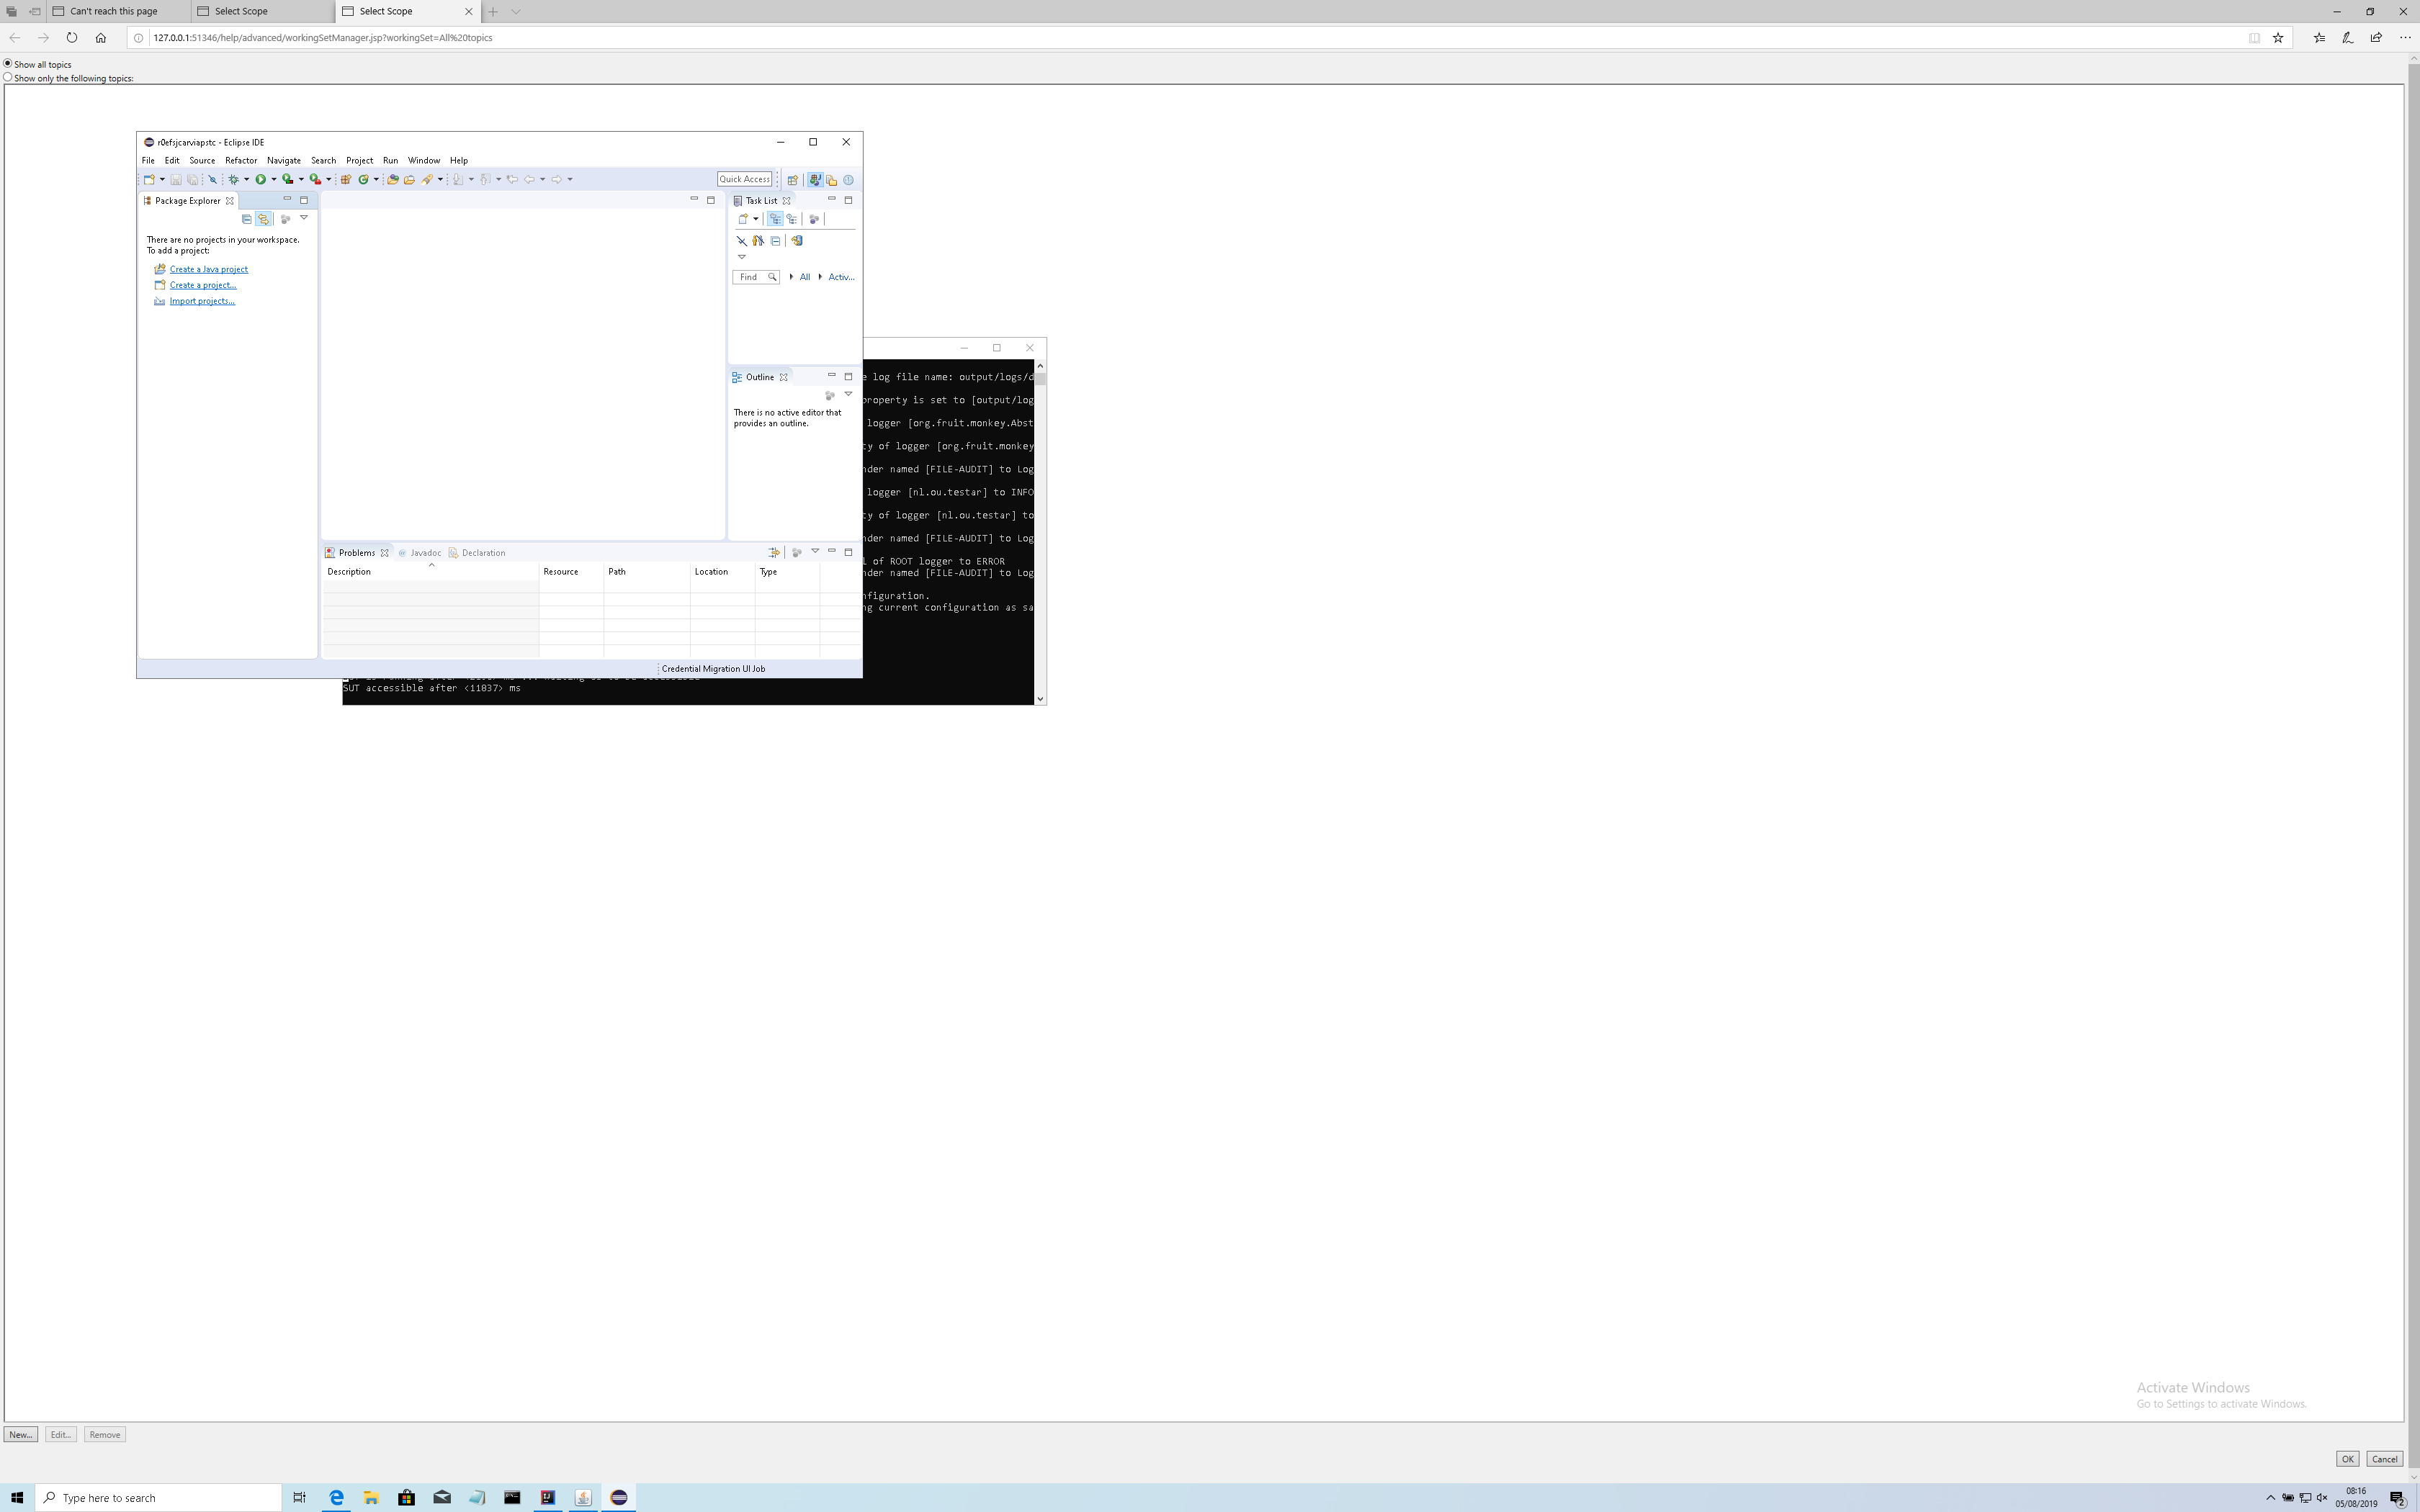 Can't reach this page
Select Scope
Select Scope
127.0.0.1:51346/help/advanced/workingSetManager.jsp?workingSet=All%20topics
Show all topics
Show only the following topics:
r0efsjcarviapstc - Eclipse IDE
File Edit Source Refactor Navigate Search Project Run Window Help
Quick Access
Package Explorer
There are no projects in your workspace.
To add a project:
Create a Java project
Create a project...
Import projects...
Task List
Find
All
Activ...
Outline
There is no active editor that
provides an outline.
Problems
Javadoc
Declaration
Description Resource Path Location Type
Credential Migration UI Job
e log file name: output/logs/d
property is set to [output/log
logger [org.fruit.monkey.Abst
ty of logger [org.fruit.monkey
nder named [FILE-AUDIT] to Log
logger [nl.ou.testar] to INFO
ty of logger [nl.ou.testar] to
nder named [FILE-AUDIT] to Log
l of ROOT logger to ERROR
nder named [FILE-AUDIT] to Log
nfiguration.
ng current configuration as sa
SUT accessible after <11837> ms
Activate Windows
Go to Settings to activate Windows.
New...
Edit...
Remove
OK
Cancel
Type here to search
08:16
05/08/2019
2